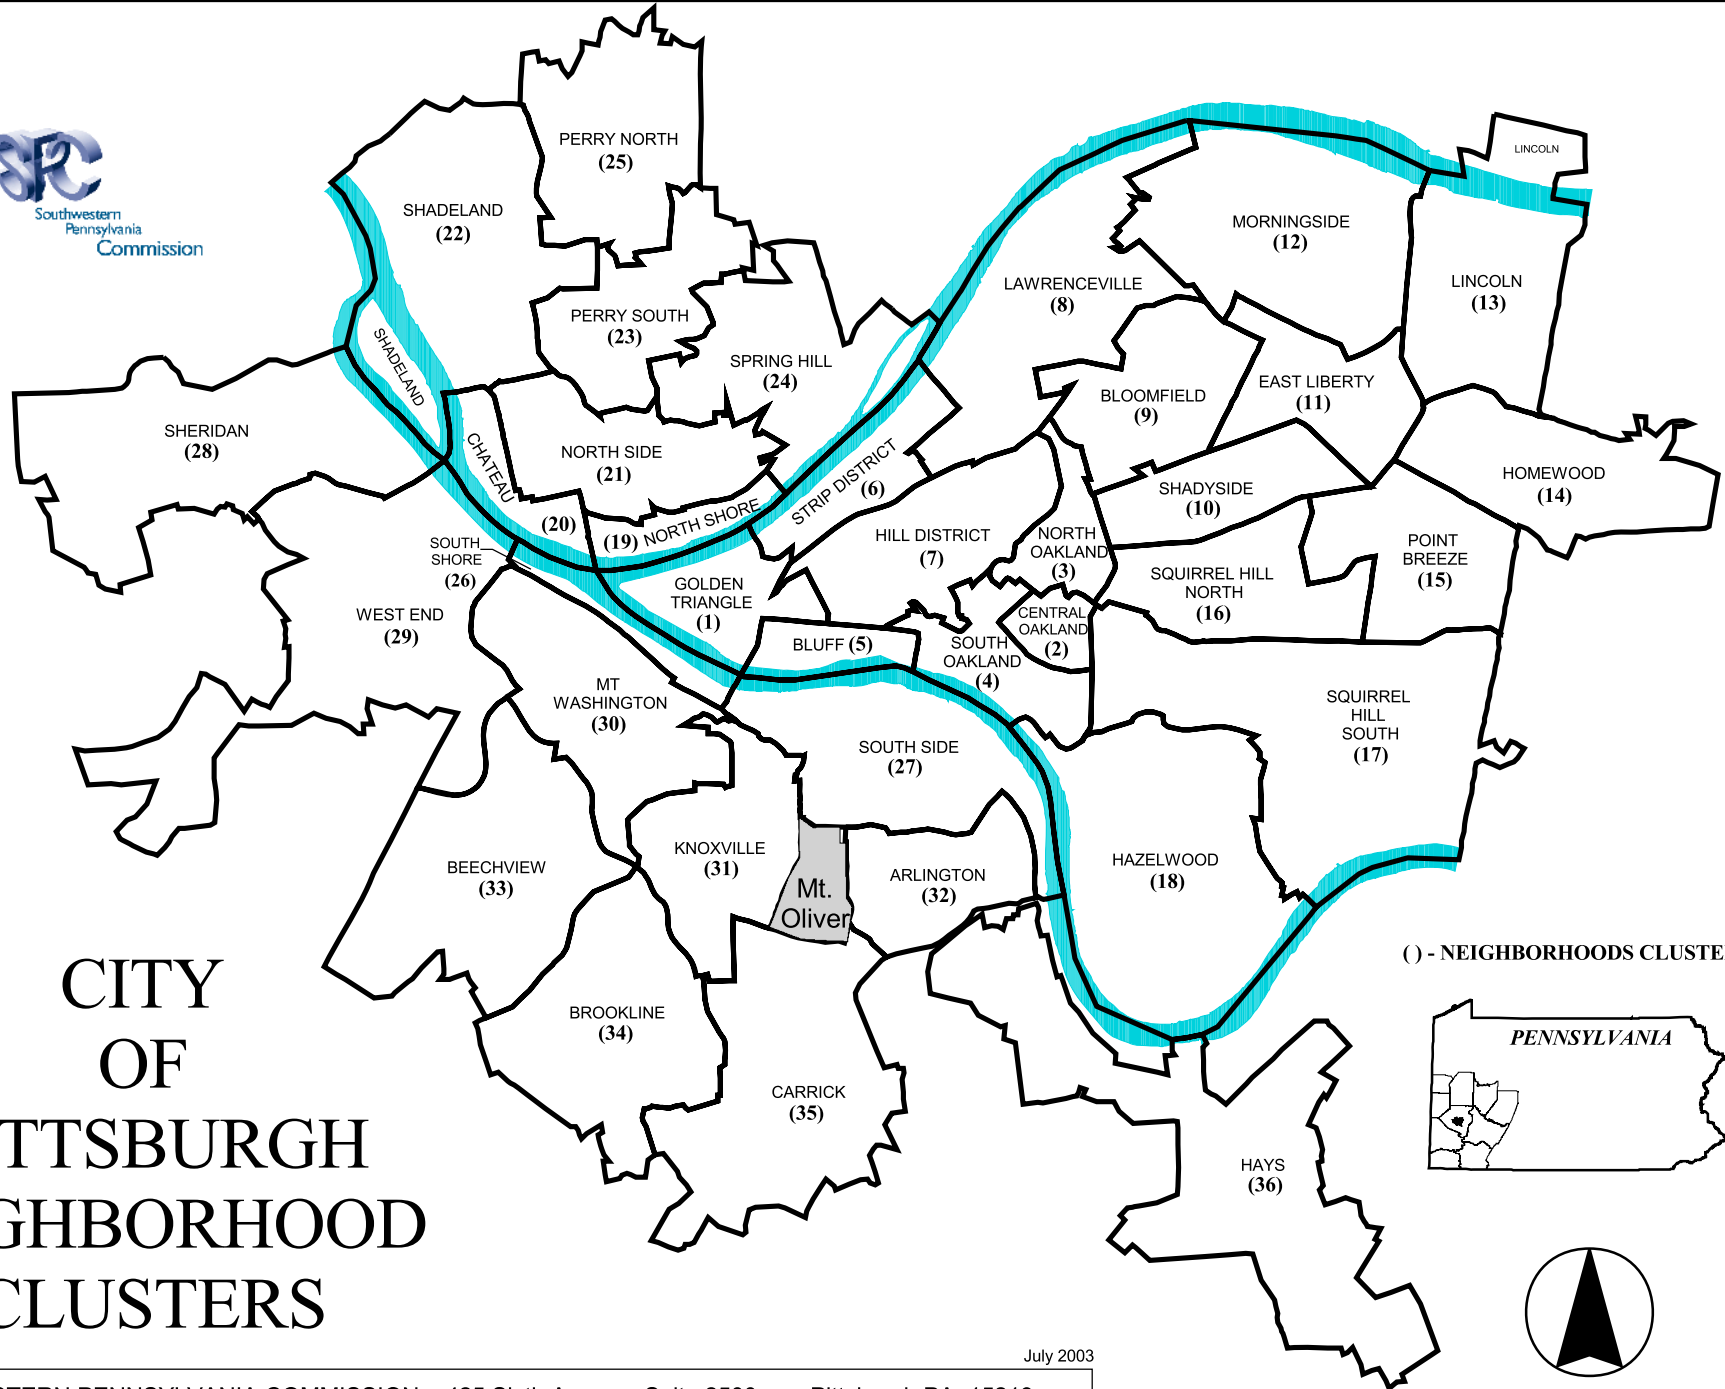 SPC
Southwestern
Pennsylvania
Commission
PERRY NORTH
(25)
SHADELAND
(22)
LINCOLN
MORNINGSIDE
(12)
LAWRENCEVILLE
(8)
LINCOLN
(13)
PERRY SOUTH
(23)
SHADELAND
SPRING HILL
(24)
BLOOMFIELD
(9)
EAST LIBERTY
(11)
SHERIDAN
(28)
CHATEAU
(20)
NORTH SIDE
(21)
STRIP DISTRICT
(6)
SHADYSIDE
(10)
HOMEWOOD
(14)
(19) NORTH SHORE
HILL DISTRICT
(7)
NORTH
OAKLAND
(3)
POINT
BREEZE
(15)
SOUTH
SHORE
(26)
GOLDEN
TRIANGLE
(1)
SQUIRREL HILL
NORTH
(16)
WEST END
(29)
BLUFF (5)
CENTRAL
OAKLAND
(2)
SOUTH
OAKLAND
(4)
MT
WASHINGTON
(30)
SQUIRREL
HILL
SOUTH
(17)
SOUTH SIDE
(27)
KNOXVILLE
(31)
BEECHVIEW
(33)
Mt.
Oliver
ARLINGTON
(32)
HAZELWOOD
(18)
( ) - NEIGHBORHOODS CLUSTE
BROOKLINE
(34)
CARRICK
(35)
HAYS
(36)
PENNSYLVANIA
CITY
OF
TTSBURGH
GHBORHOOD
CLUSTERS
July 2003